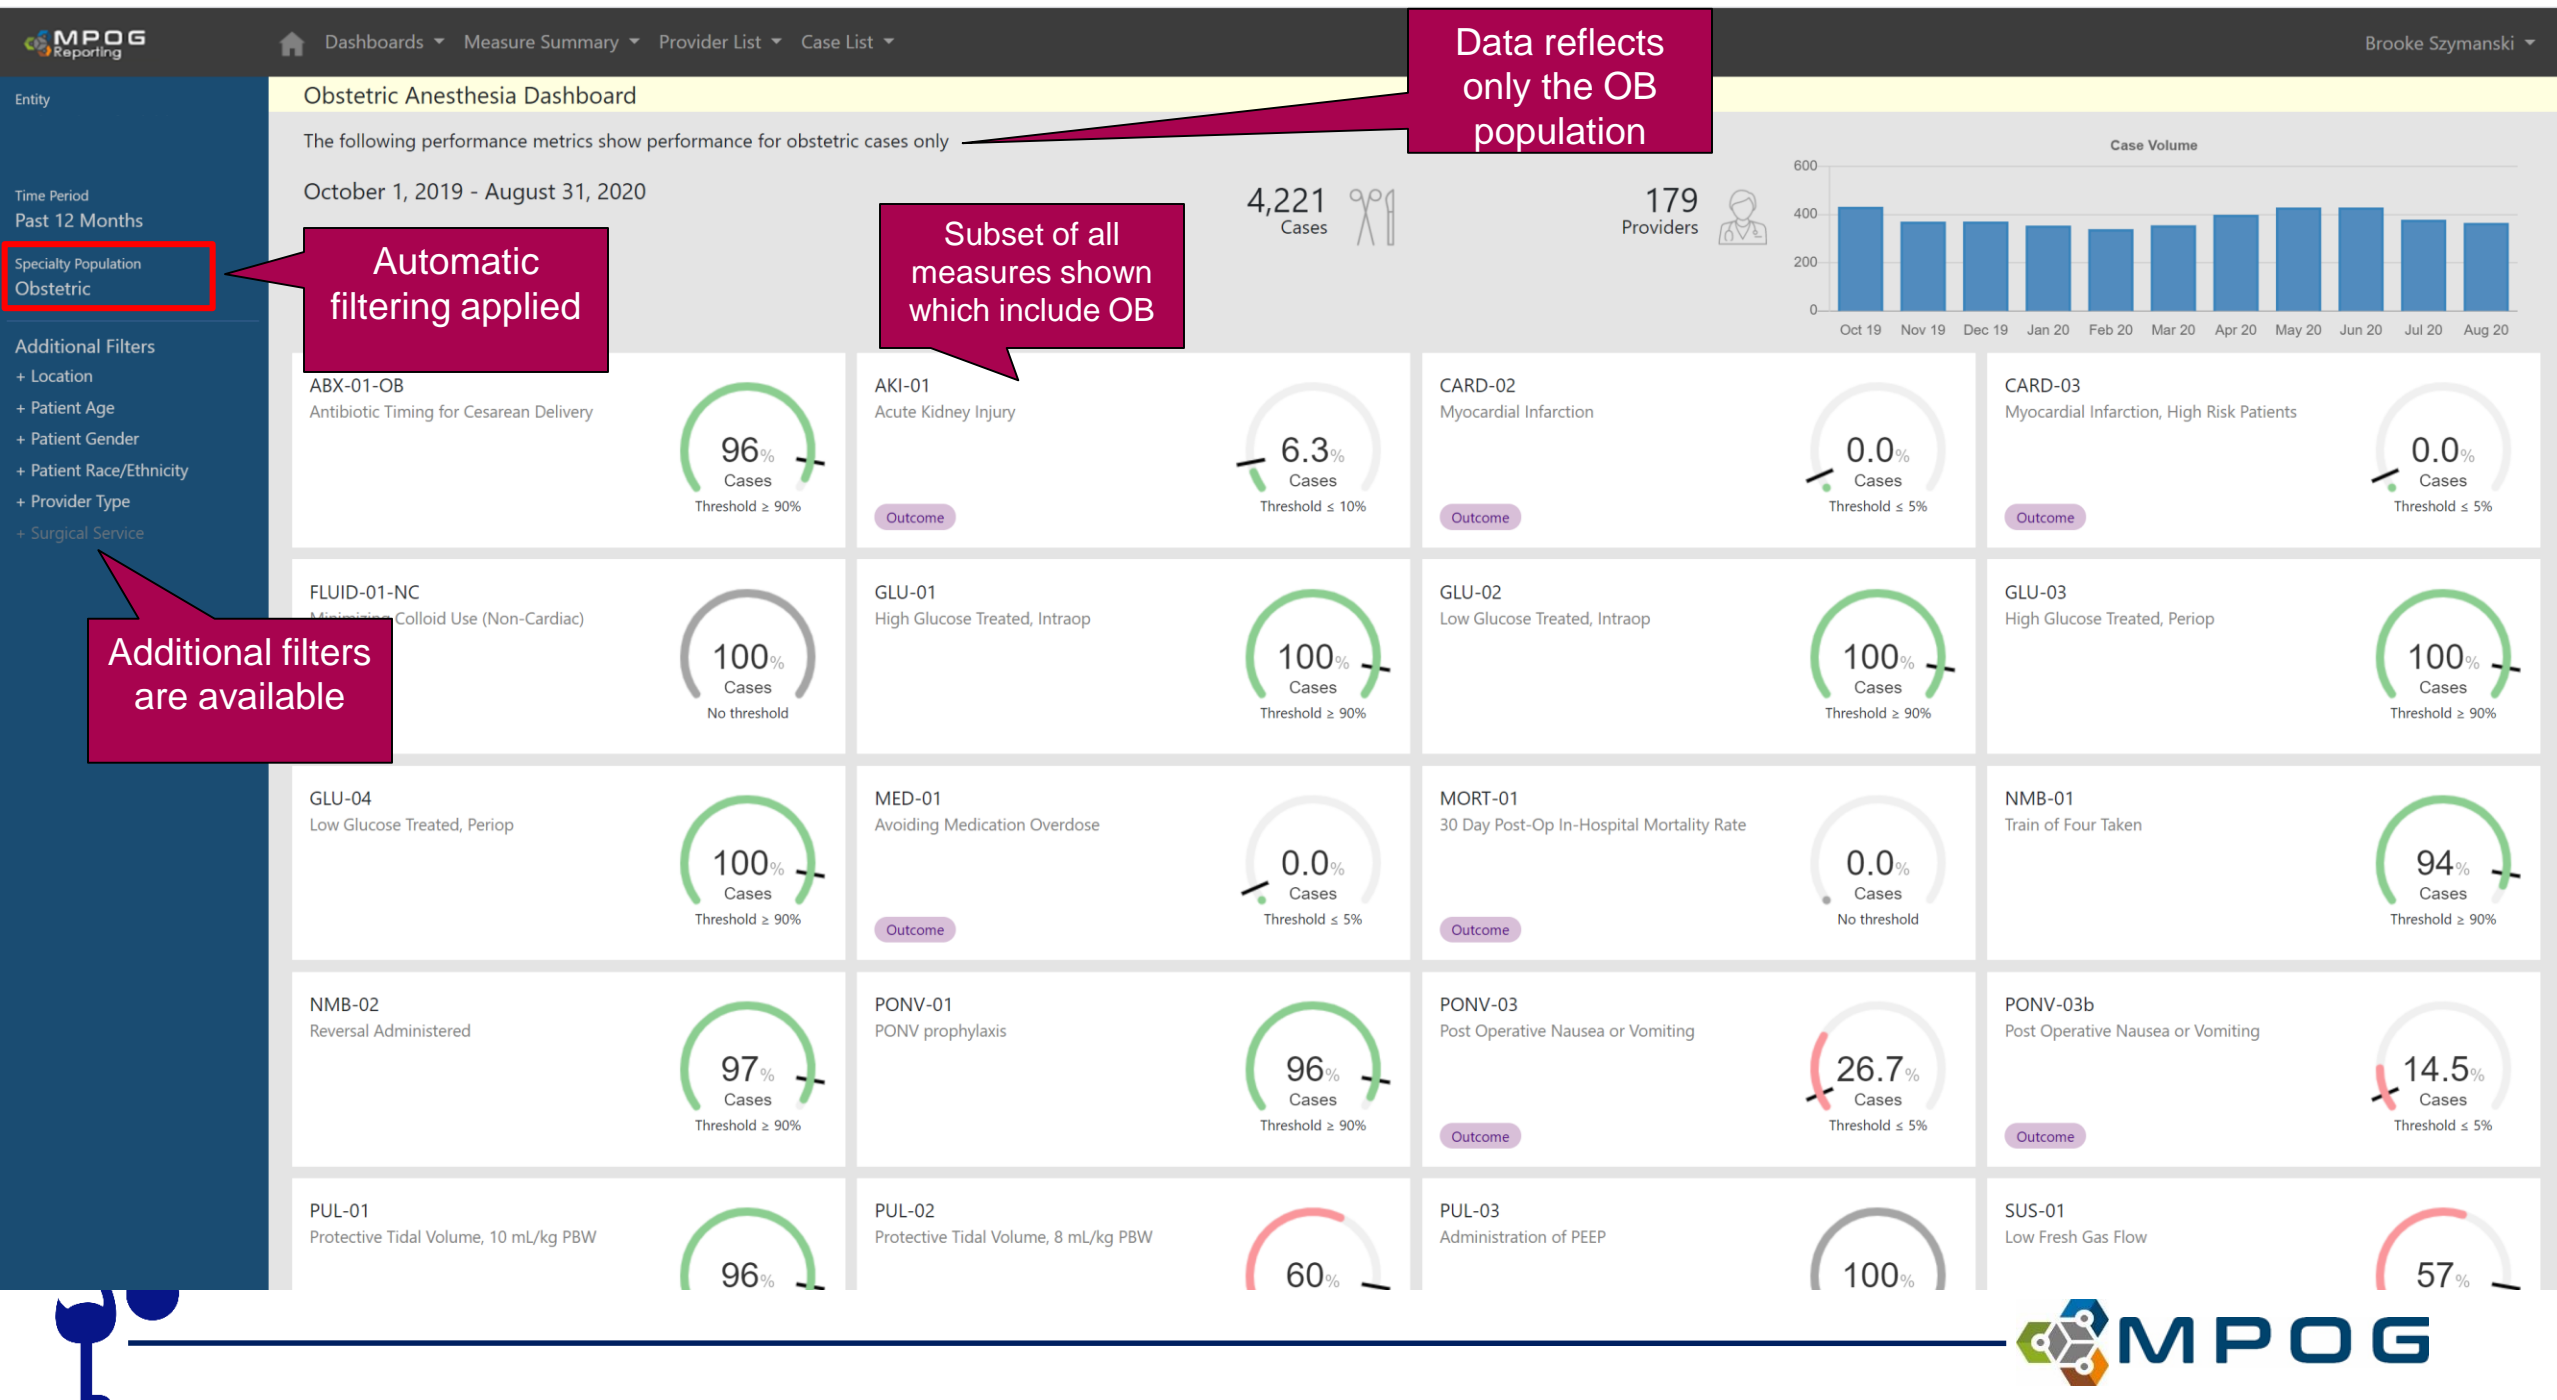 MPOG
Reporting
Dashboards
Measure Summary
Provider List
Case List
Brooke Szymanski
Data reflects
only the OB
population
Entity
Time Period
Past 12 Months
Specialty Population
Obstetric
Additional Filters
+ Location
+ Patient Age
+ Patient Gender
+ Patient Race/Ethnicity
+ Provider Type
+ Surgical Service
Additional filters
are available
Obstetric Anesthesia Dashboard
The following performance metrics show performance for obstetric cases only
October 1, 2019 - August 31, 2020
Automatic
filtering applied
Subset of all
measures shown
which include OB
4,221
Cases
179
Providers
Case Volume
600
400
200
0
Oct 19 Nov 19 Dec 19 Jan 20 Feb 20 Mar 20 Apr 20 May 20 Jun 20 Jul 20 Aug 20
ABX-01-OB
Antibiotic Timing for Cesarean Delivery
96%
Cases
Threshold ≥ 90%
AKI-01
Acute Kidney Injury
6.3%
Cases
Threshold ≤ 10%
Outcome
CARD-02
Myocardial Infarction
0.0%
Cases
Threshold ≤ 5%
Outcome
CARD-03
Myocardial Infarction, High Risk Patients
0.0%
Cases
Threshold ≤ 5%
Outcome
FLUID-01-NC
Minimizing Colloid Use (Non-Cardiac)
100%
Cases
No threshold
GLU-01
High Glucose Treated, Intraop
100%
Cases
Threshold ≥ 90%
GLU-02
Low Glucose Treated, Intraop
100%
Cases
Threshold ≥ 90%
GLU-03
High Glucose Treated, Periop
100%
Cases
Threshold ≥ 90%
GLU-04
Low Glucose Treated, Periop
100%
Cases
Threshold ≥ 90%
MED-01
Avoiding Medication Overdose
0.0%
Cases
Threshold ≤ 5%
Outcome
MORT-01
30 Day Post-Op In-Hospital Mortality Rate
0.0%
Cases
No threshold
Outcome
NMB-01
Train of Four Taken
94%
Cases
Threshold ≥ 90%
NMB-02
Reversal Administered
97%
Cases
Threshold ≥ 90%
PONV-01
PONV prophylaxis
96%
Cases
Threshold ≥ 90%
PONV-03
Post Operative Nausea or Vomiting
26.7%
Cases
Threshold ≤ 5%
Outcome
PONV-03b
Post Operative Nausea or Vomiting
14.5%
Cases
Threshold ≤ 5%
Outcome
PUL-01
Protective Tidal Volume, 10 mL/kg PBW
96%
PUL-02
Protective Tidal Volume, 8 mL/kg PBW
60%
PUL-03
Administration of PEEP
100%
SUS-01
Low Fresh Gas Flow
57%
MPOG